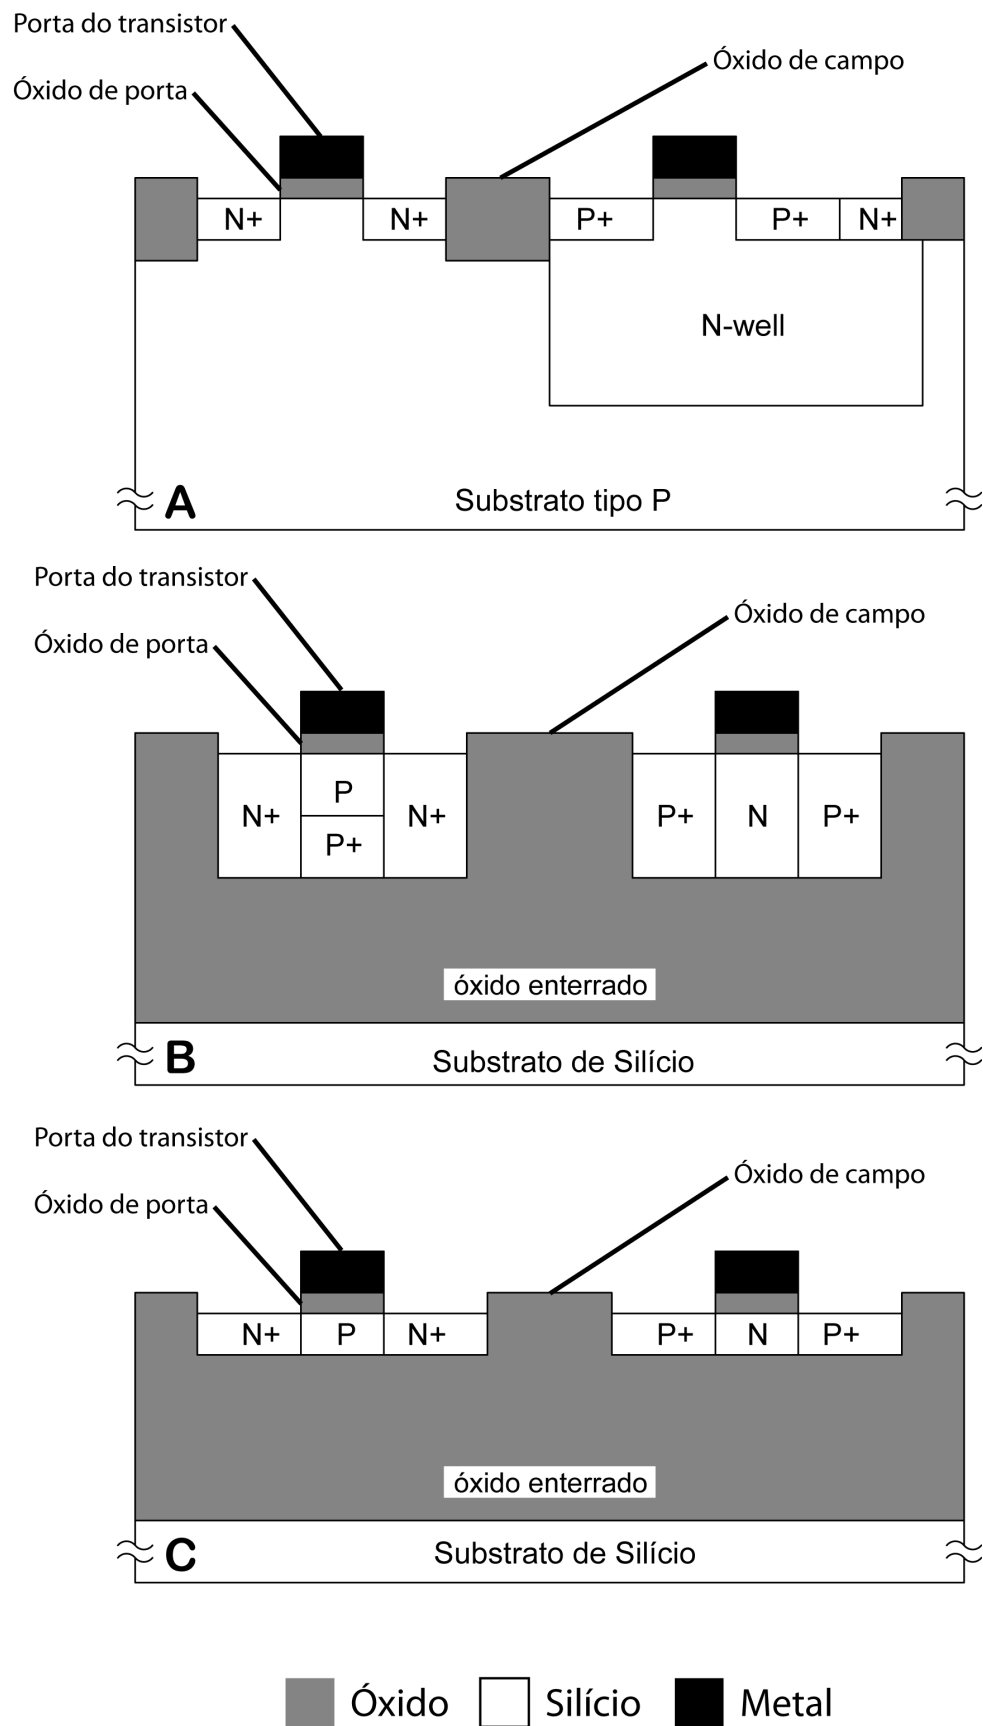 Porta do transistor
Óxido de campo
Óxido de porta
N+
N+
P+
P+
N+
N-well
A
Substrato tipo P
Porta do transistor
Óxido de campo
Óxido de porta
N+
P
P+
N+
P+
N
P+
óxido enterrado
B
Substrato de Silício
Porta do transistor
Óxido de campo
Óxido de porta
N+
P
N+
P+
N
P+
óxido enterrado
C
Substrato de Silício
Óxido
Silício
Metal